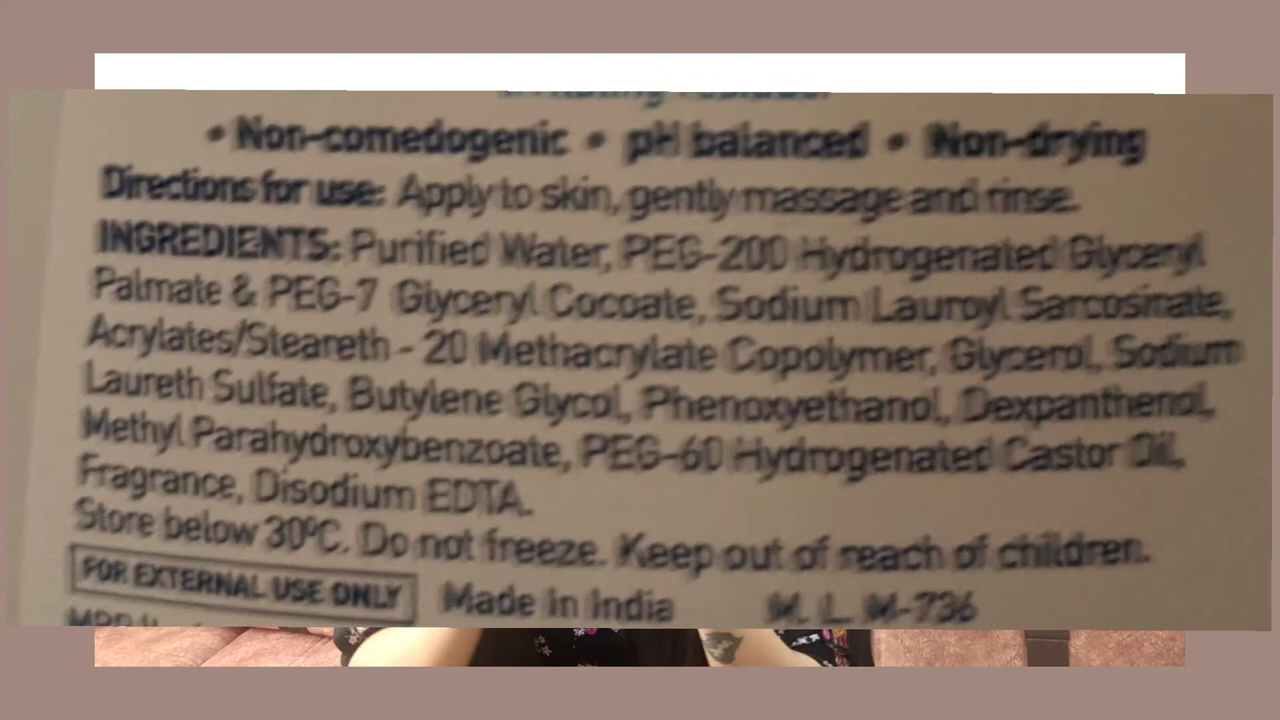 • Non-comedogenic • pH balanced • Non-drying
Directions for use: Apply to skin, gently massage and rinse.
INGREDIENTS: Purified Water, PEG-200 Hydrogenated Glyceryl
Palmate & PEG-7 Glyceryl Cocoate, Sodium Lauroyl Sarcosinate,
Acrylates/Steareth - 20 Methacrylate Copolymer, Glycerol, Sodium
Laureth Sulfate, Butylene Glycol, Phenoxyethanol, Dexpanthenol,
Methyl Parahydroxybenzoate, PEG-60 Hydrogenated Castor Oil,
Fragrance, Disodium EDTA.
Store below 30ºC. Do not freeze. Keep out of reach of children.
FOR EXTERNAL USE ONLY Made in India M. L. M-736